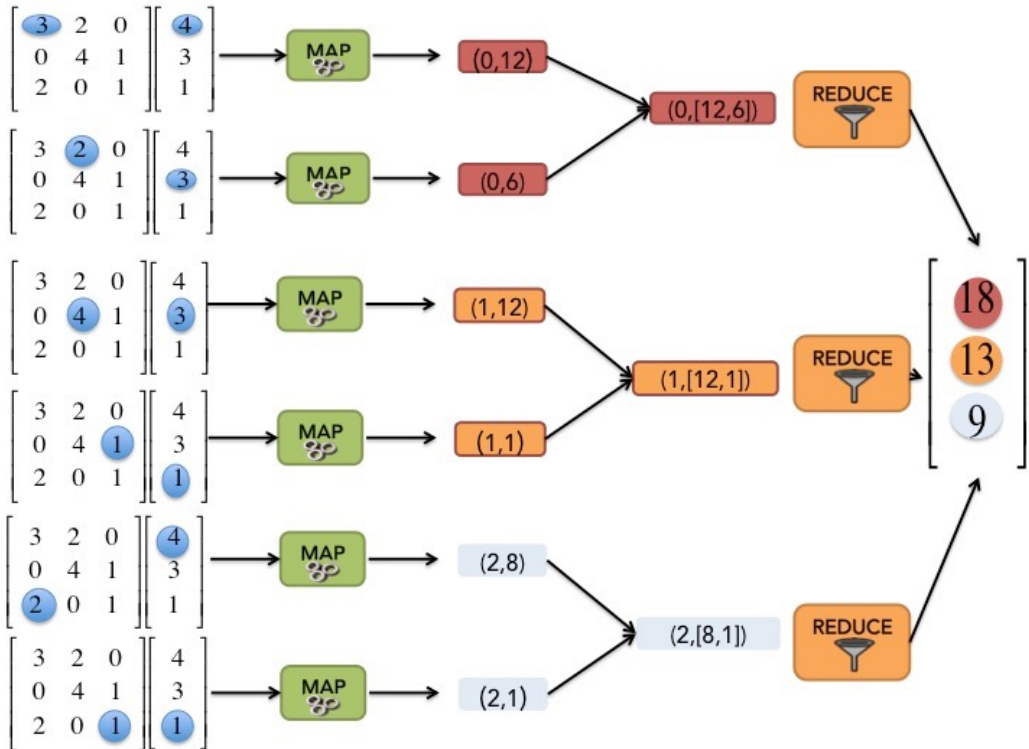 3 2 0 4
0 4 1 3
2 0 1 1
MAP
(0,12)
3 2 0 4
0 4 1 3
2 0 1 1
MAP
(0,6)
(0,[12,6])
REDUCE
3 2 0 4
0 4 1 3
2 0 1 1
MAP
(1,12)
3 2 0 4
0 4 1 3
2 0 1 1
MAP
(1,1)
(1,[12,1])
REDUCE
3 2 0 4
0 4 1 3
2 0 1 1
MAP
(2,8)
3 2 0 4
0 4 1 3
2 0 1 1
MAP
(2,1)
(2,[8,1])
REDUCE
18
13
9